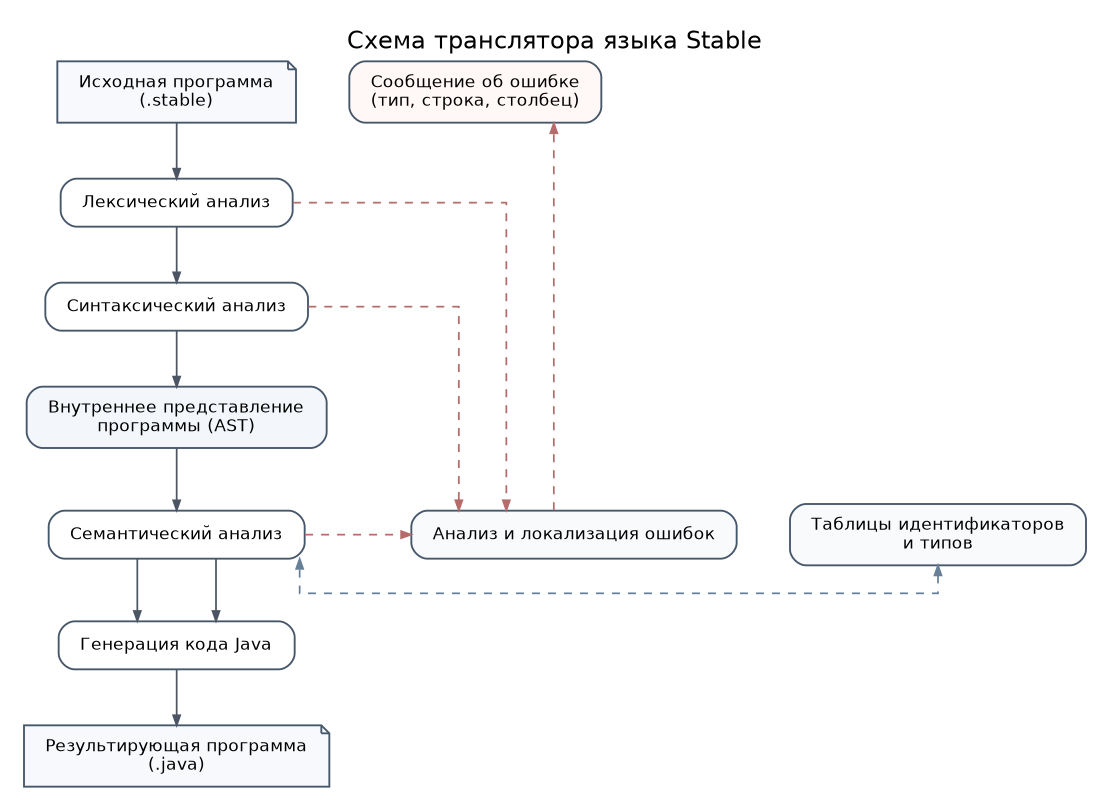 Схема транслятора языка Stable
Исходная программа
(.stable)
Сообщение об ошибке
(тип, строка, столбец)
Лексический анализ
Синтаксический анализ
Внутреннее представление
программы (AST)
Семантический анализ
Анализ и локализация ошибок
Таблицы идентификаторов
и типов
Генерация кода Java
Результирующая программа
(.java)